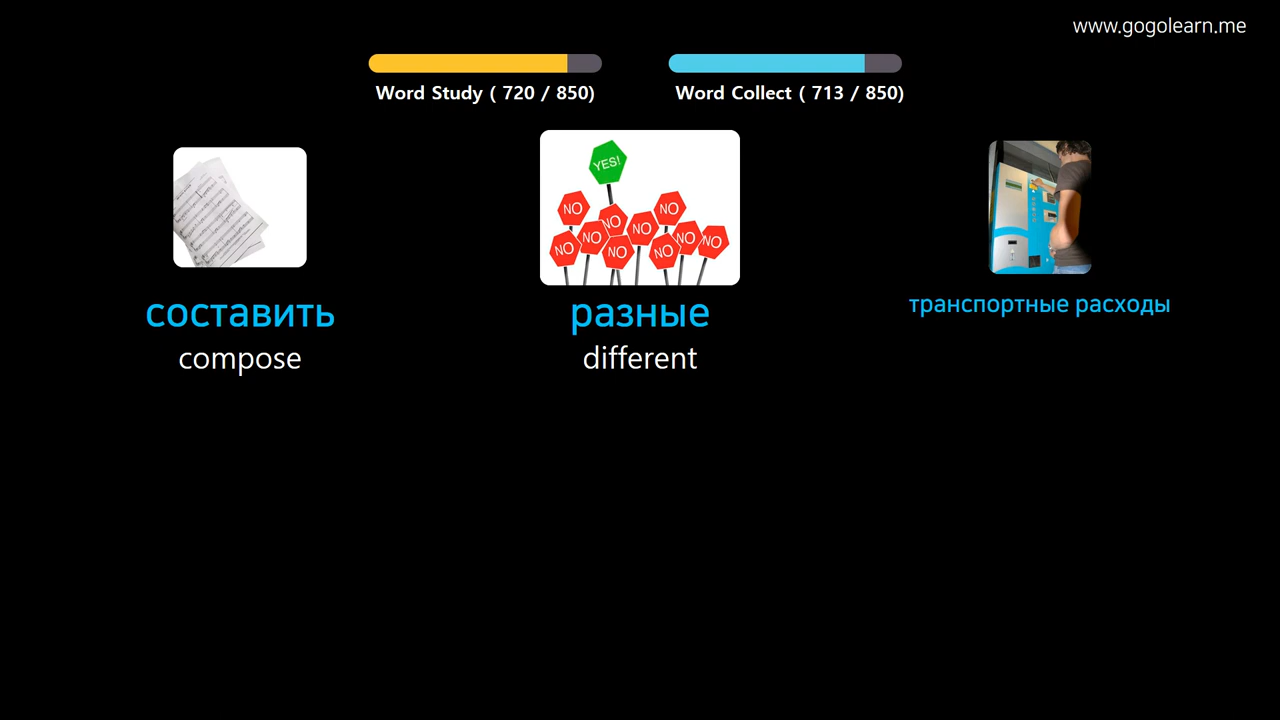 www.gogolearn.me
Word Study ( 720 / 850)
Word Collect ( 713 / 850)
YES!
NO
NO
NO
NO
NO
NO
NO
NO
NO
NO
составить
разные
транспортные расходы
compose
different